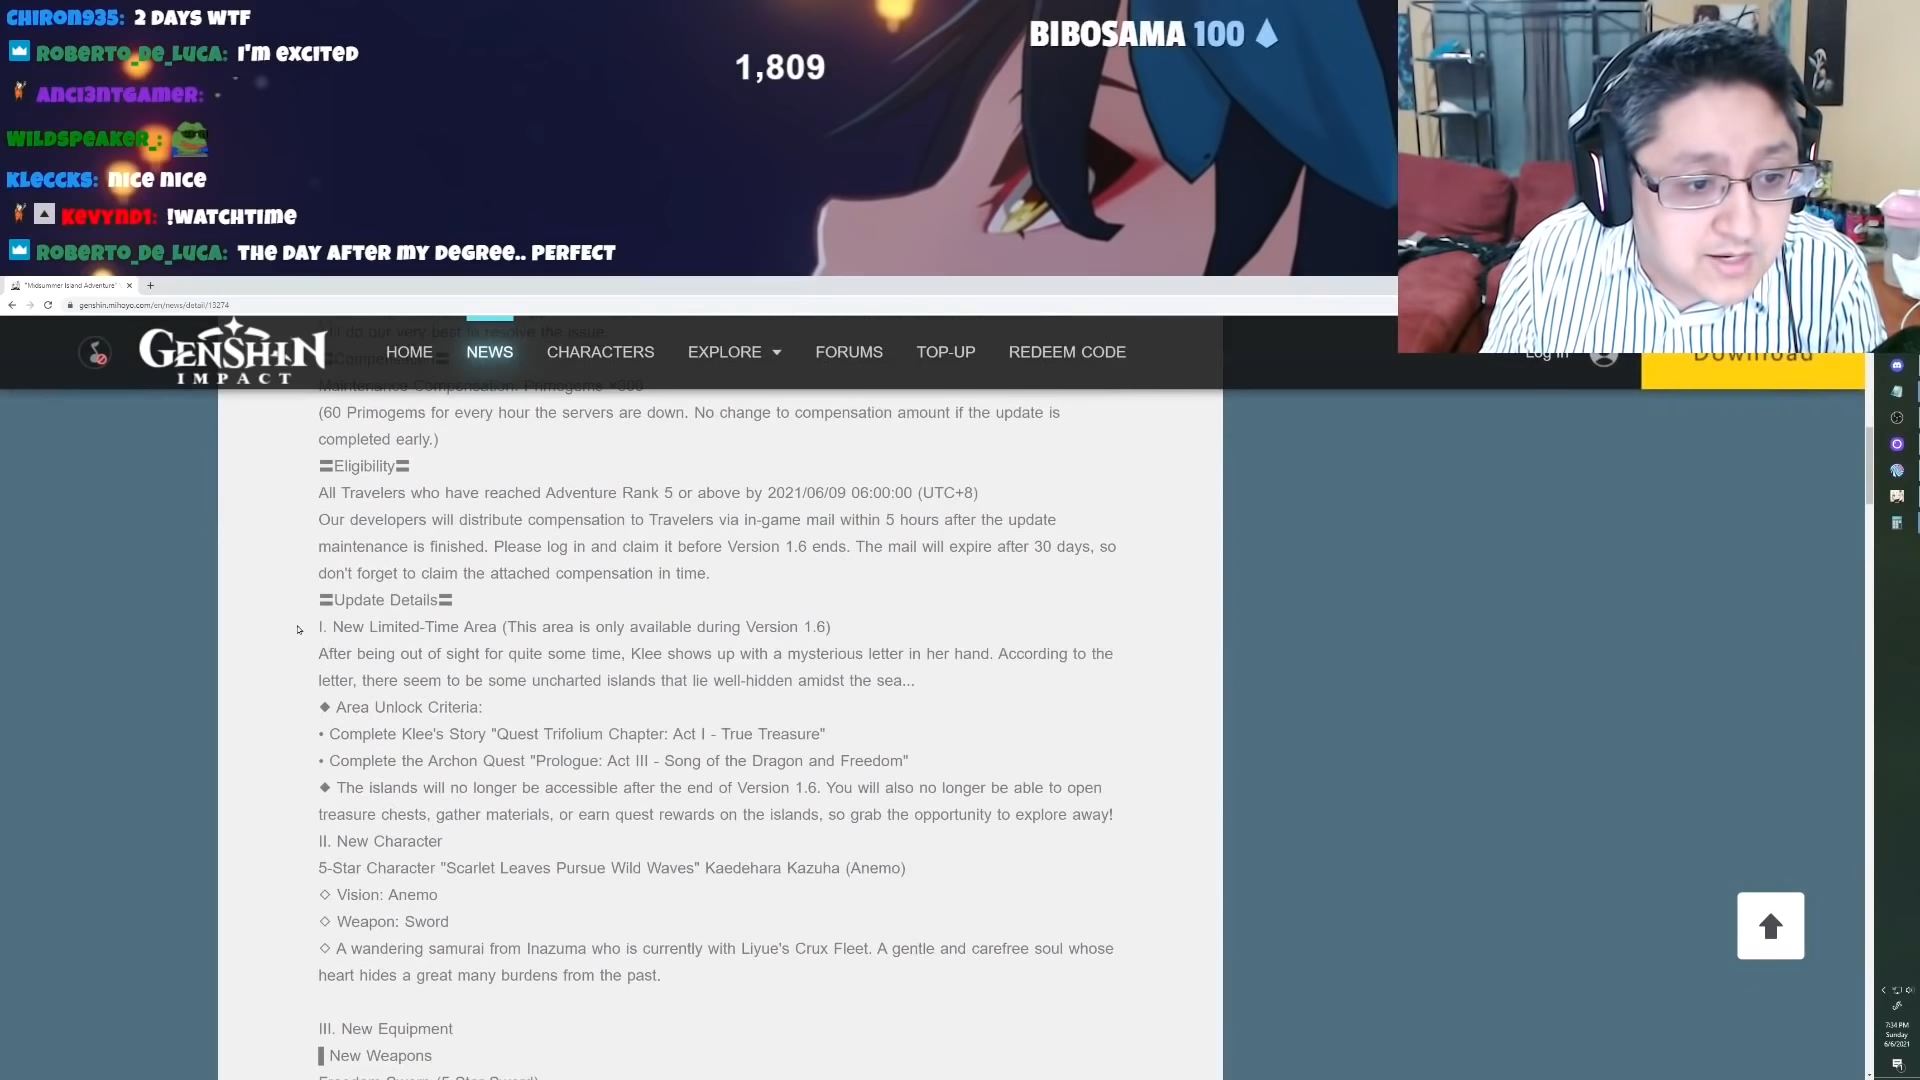 CHIRON935: 2 DAYS WTF
ROBERTO_DE_LUCA: I'M EXCITED
ANCI3NTGAMER:
WILDSPEAKER_:
KLECCKS: NICE NICE
KEVYND1: !WATCHTIME
ROBERTO_DE_LUCA: THE DAY AFTER MY DEGREE.. PERFECT
1,809
BIBOSAMA 100
"Midsummer Island Adventure"
genshin.mihoyo.com/en/news/detail/13274
will do our very best to resolve the issue.
GENSHIN IMPACT
HOME
NEWS
CHARACTERS
EXPLORE
FORUMS
TOP-UP
REDEEM CODE
Log In
Download
〓Compensation〓
Maintenance Compensation: Primogems ×300
(60 Primogems for every hour the servers are down. No change to compensation amount if the update is
completed early.)
〓Eligibility〓
All Travelers who have reached Adventure Rank 5 or above by 2021/06/09 06:00:00 (UTC+8)
Our developers will distribute compensation to Travelers via in-game mail within 5 hours after the update
maintenance is finished. Please log in and claim it before Version 1.6 ends. The mail will expire after 30 days, so
don't forget to claim the attached compensation in time.
〓Update Details〓
I. New Limited-Time Area (This area is only available during Version 1.6)
After being out of sight for quite some time, Klee shows up with a mysterious letter in her hand. According to the
letter, there seem to be some uncharted islands that lie well-hidden amidst the sea...
◆ Area Unlock Criteria:
• Complete Klee's Story "Quest Trifolium Chapter: Act I - True Treasure"
• Complete the Archon Quest "Prologue: Act III - Song of the Dragon and Freedom"
◆ The islands will no longer be accessible after the end of Version 1.6. You will also no longer be able to open
treasure chests, gather materials, or earn quest rewards on the islands, so grab the opportunity to explore away!
II. New Character
5-Star Character "Scarlet Leaves Pursue Wild Waves" Kaedehara Kazuha (Anemo)
◇ Vision: Anemo
◇ Weapon: Sword
◇ A wandering samurai from Inazuma who is currently with Liyue's Crux Fleet. A gentle and carefree soul whose
heart hides a great many burdens from the past.
III. New Equipment
▌New Weapons
Freedom-Sworn (5-Star Sword)
7:34 PM
Sunday
6/6/2021